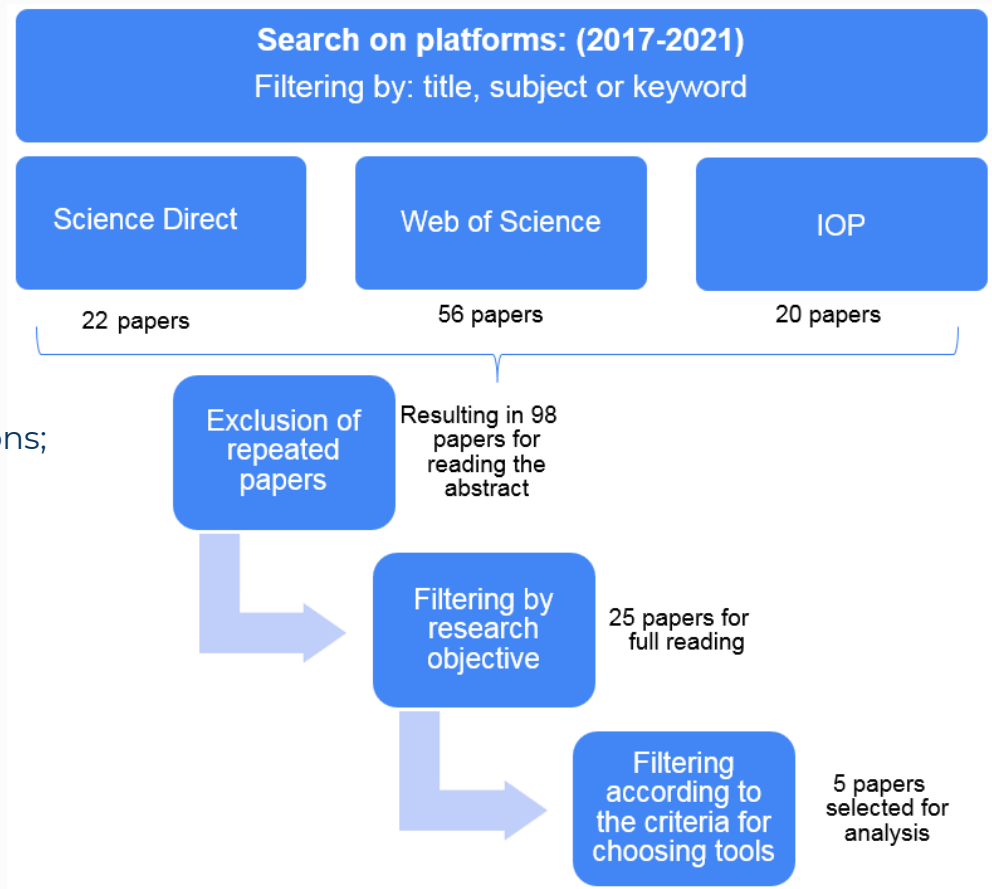 Search on platforms: (2017-2021)
Filtering by: title, subject or keyword
Science Direct
Web of Science
IOP
22 papers
56 papers
20 papers
Exclusion of
repeated
papers
Resulting in 98
papers for
reading the
abstract
ons;
Filtering by
research
objective
25 papers for
full reading
Filtering
according to
the criteria for
choosing tools
5 papers
selected for
analysis